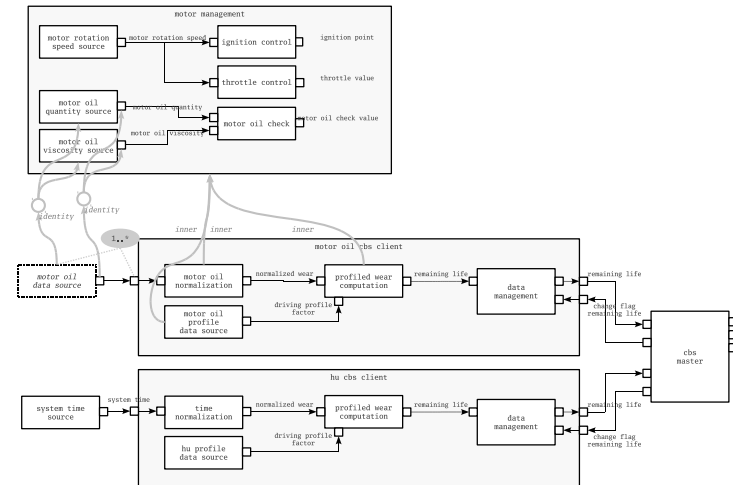 motor management
motor rotation
speed source
motor rotation speed
ignition control
ignition point
throttle control
throttle value
motor oil
quantity source
motor oil quantity
motor oil check
motor oil check value
motor oil
viscosity source
motor oil viscosity
identity
identity
inner
inner
inner
1..*
motor oil cbs client
motor oil
data source
motor oil
normalization
normalized wear
profiled wear
computation
remaining life
data
management
remaining life
motor oil
profile
data source
driving profile
factor
change flag
remaining life
cbs
master
hu cbs client
system time
source
system time
time
normalization
normalized wear
profiled wear
computation
remaining life
data
management
remaining life
hu profile
data source
driving profile
factor
change flag
remaining life